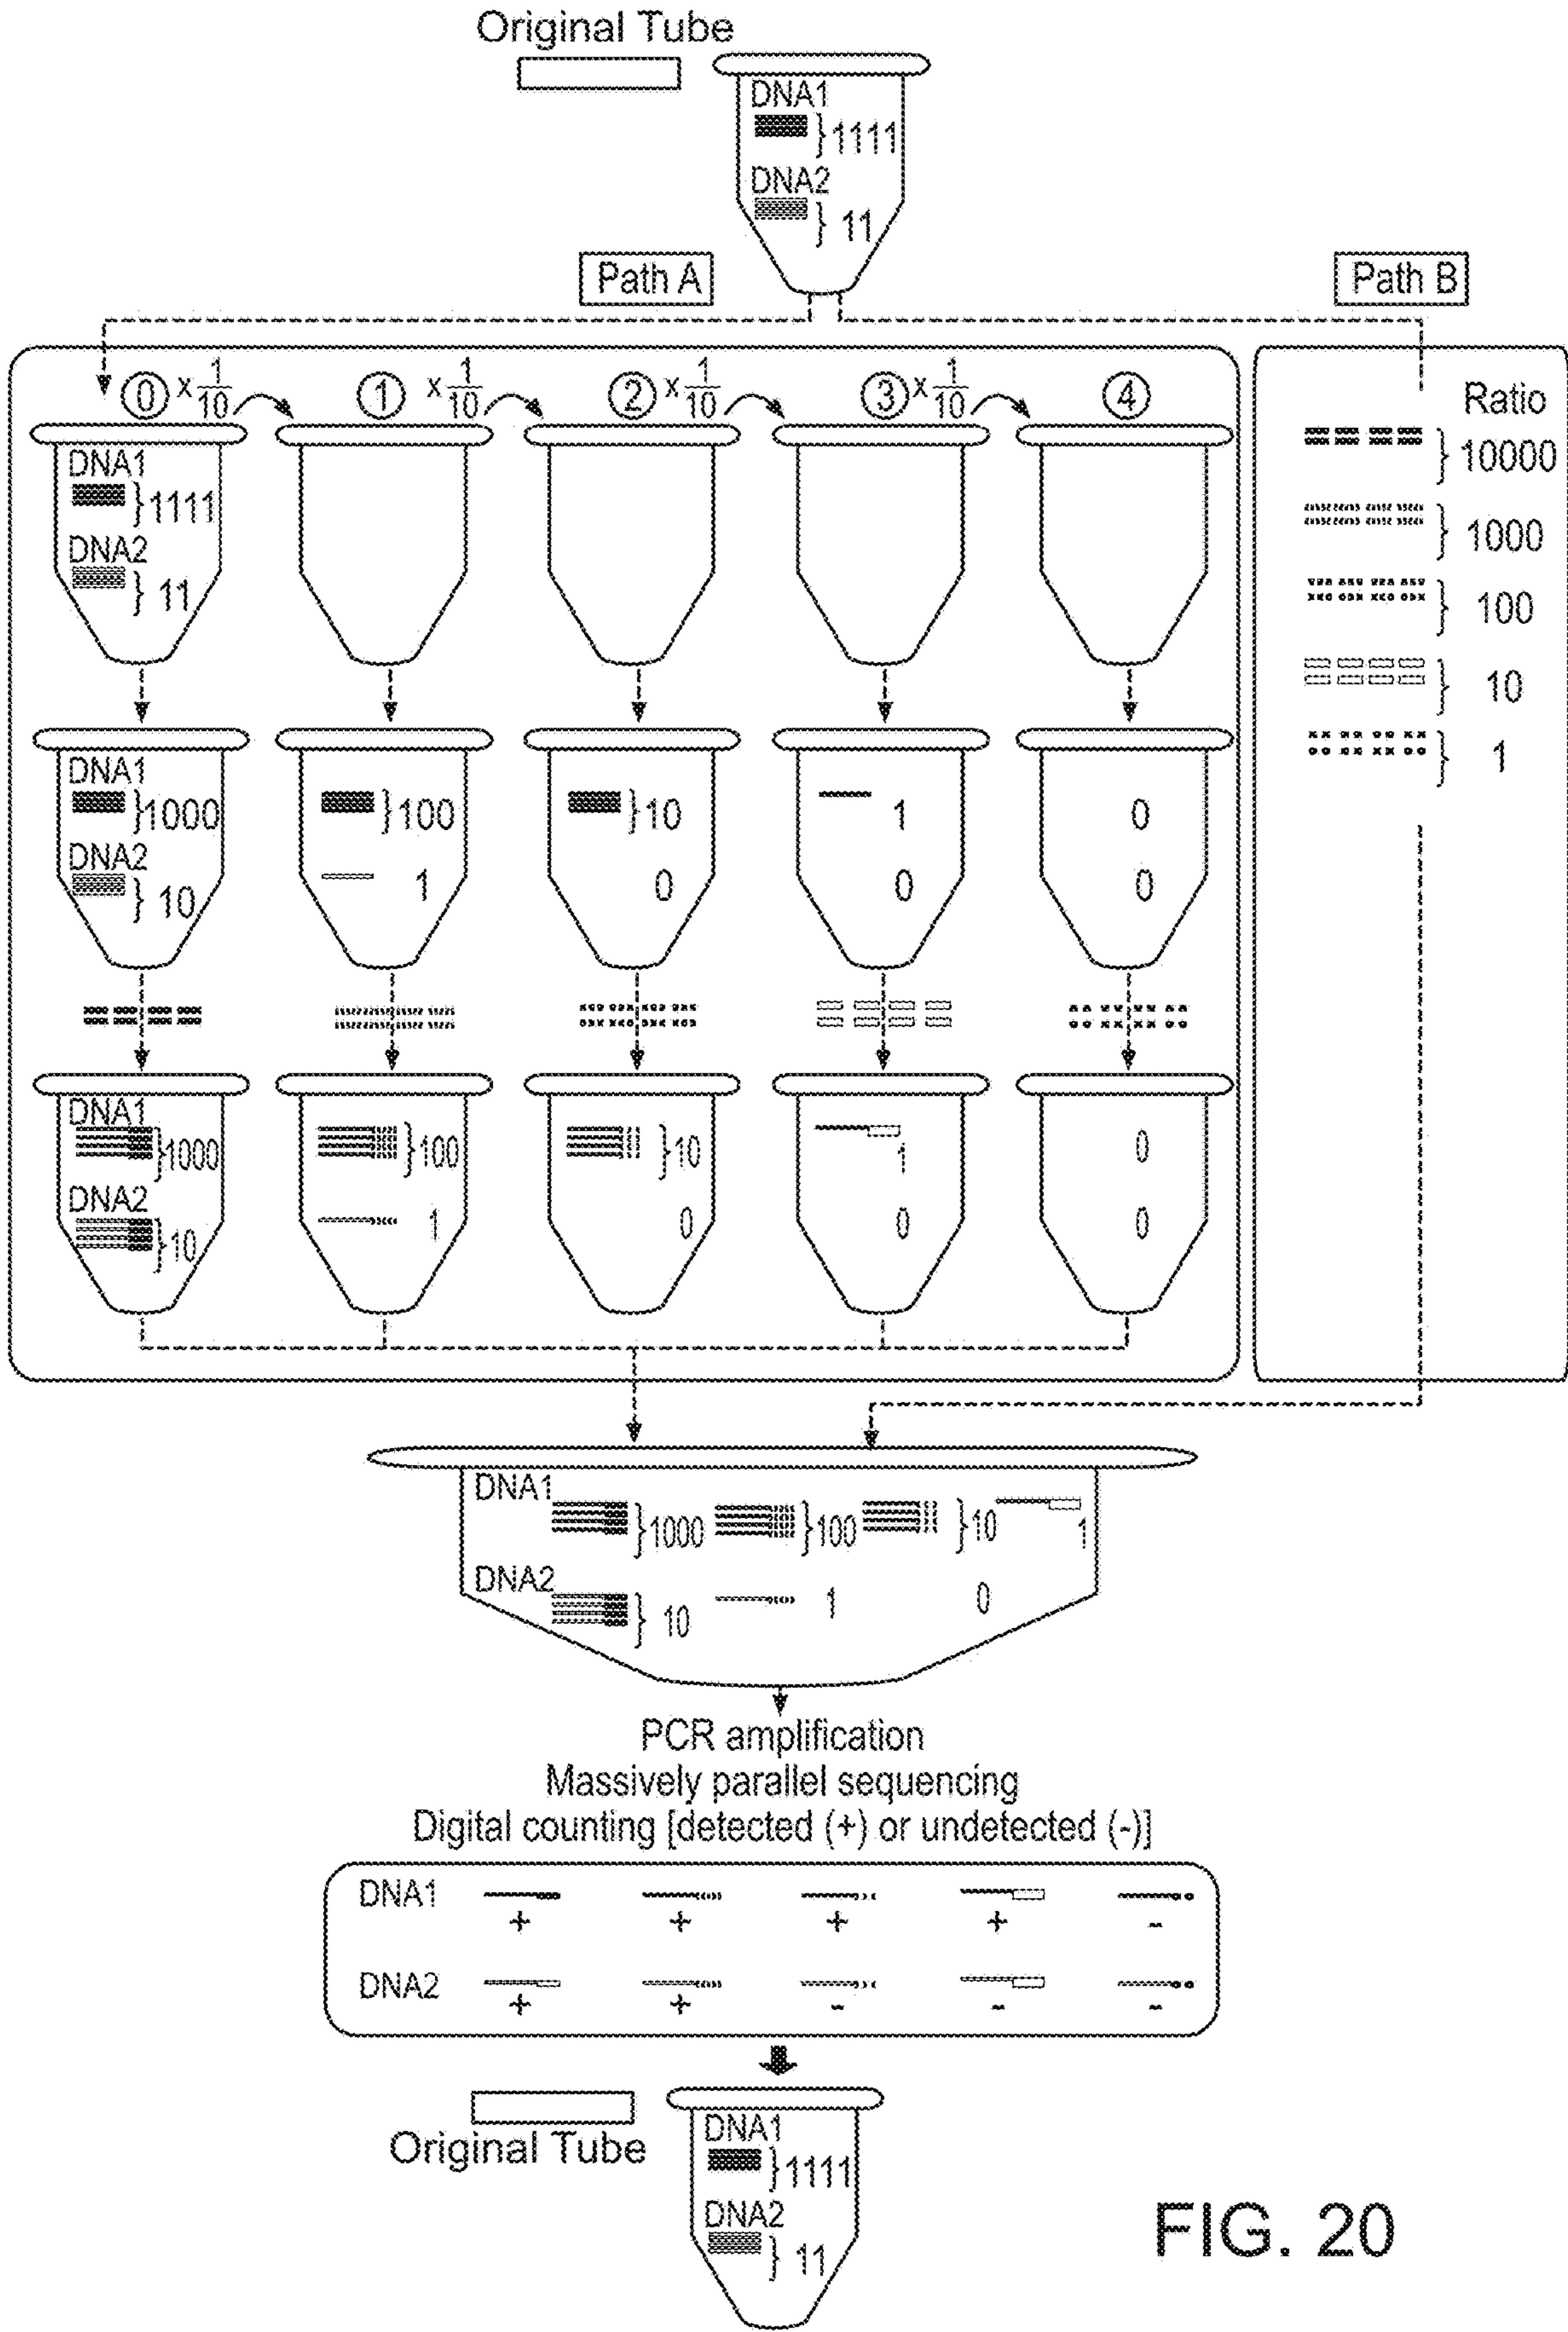 Original Tube
DNA1
1111
DNA2
11
Path A
Path B
0 x 1/10 1 x 1/10 2 x 1/10 3 x 1/10 4
Ratio
10000
1000
100
10
1
DNA1
1111
DNA2
11
DNA1
1000 100 10 1 0
DNA2
10 1 0 0 0
DNA1
1000 100 10 1 0
DNA2
10 1 0 0 0
DNA1
1000 100 10 1
DNA2
10 1 0
PCR amplification
Massively parallel sequencing
Digital counting [detected (+) or undetected (-)]
DNA1
+ + + + -
DNA2
+ + - - -
Original Tube
DNA1
1111
DNA2
11
FIG. 20